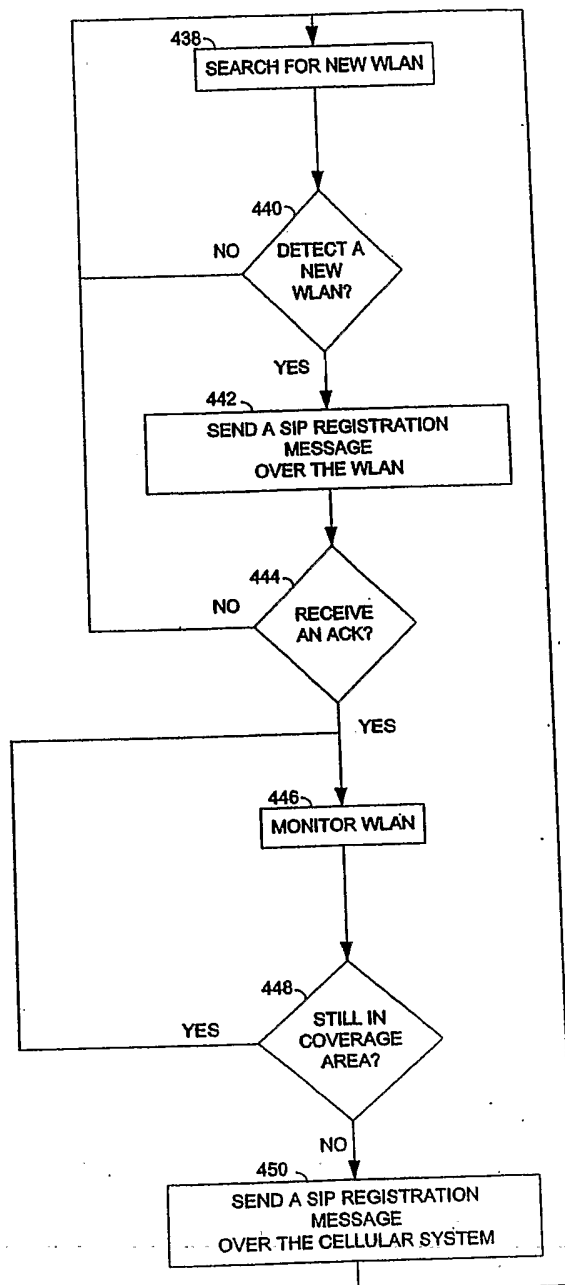 438
SEARCH FOR NEW WLAN
440
NO
DETECT A
NEW
WLAN?
YES
442
SEND A SIP REGISTRATION
MESSAGE
OVER THE WLAN
444
NO
RECEIVE
AN ACK?
YES
446
MONITOR WLAN
448
YES
STILL IN
COVERAGE
AREA?
NO
450
SEND A SIP REGISTRATION
MESSAGE
OVER THE CELLULAR SYSTEM